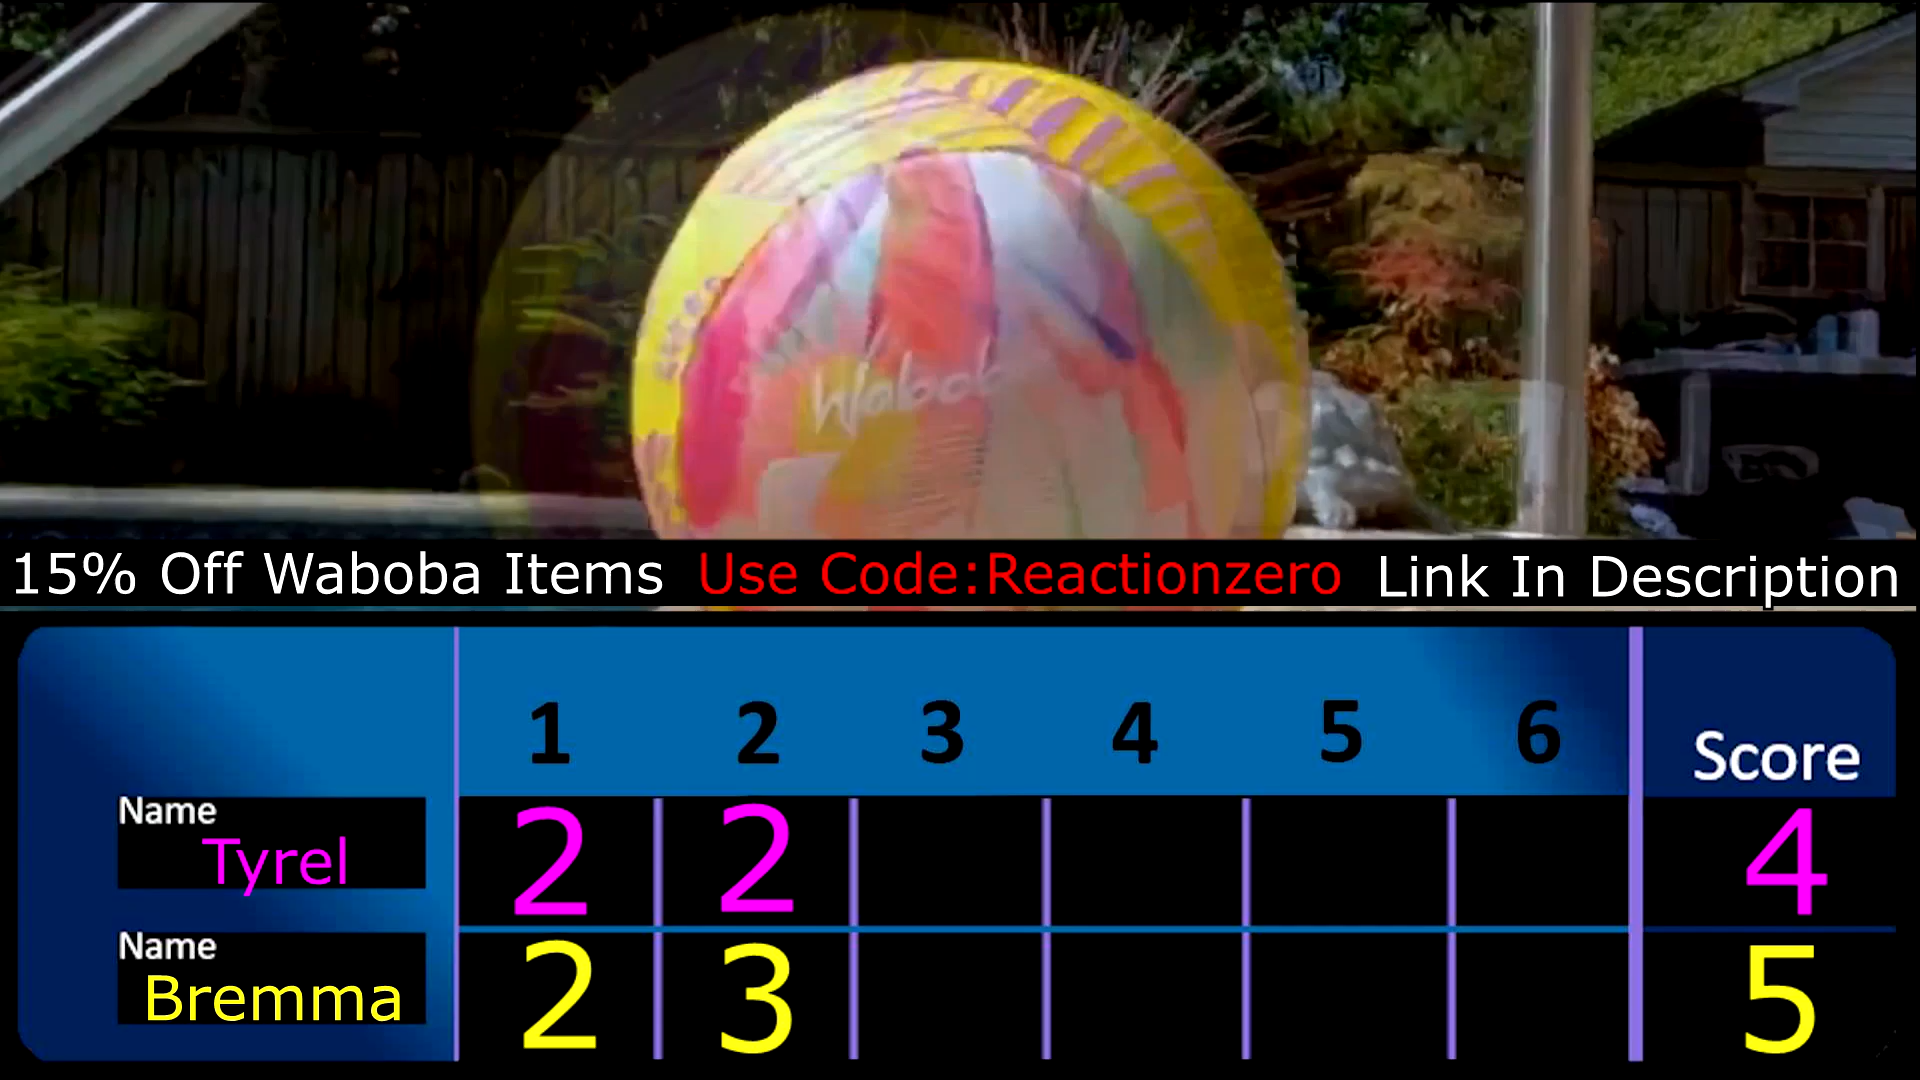 Waboba
15% Off Waboba Items Use Code:Reactionzero Link In Description
1 2 3 4 5 6 Score
Name
Tyrel 2 2 4
Name
Bremma 2 3 5